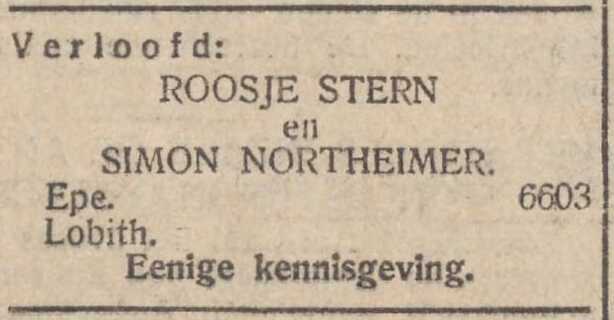 Verloofd:
ROOSJE STERN
en
SIMON NORTHEIMER.
Epe. 6603
Lobith.
Eenige kennisgeving.